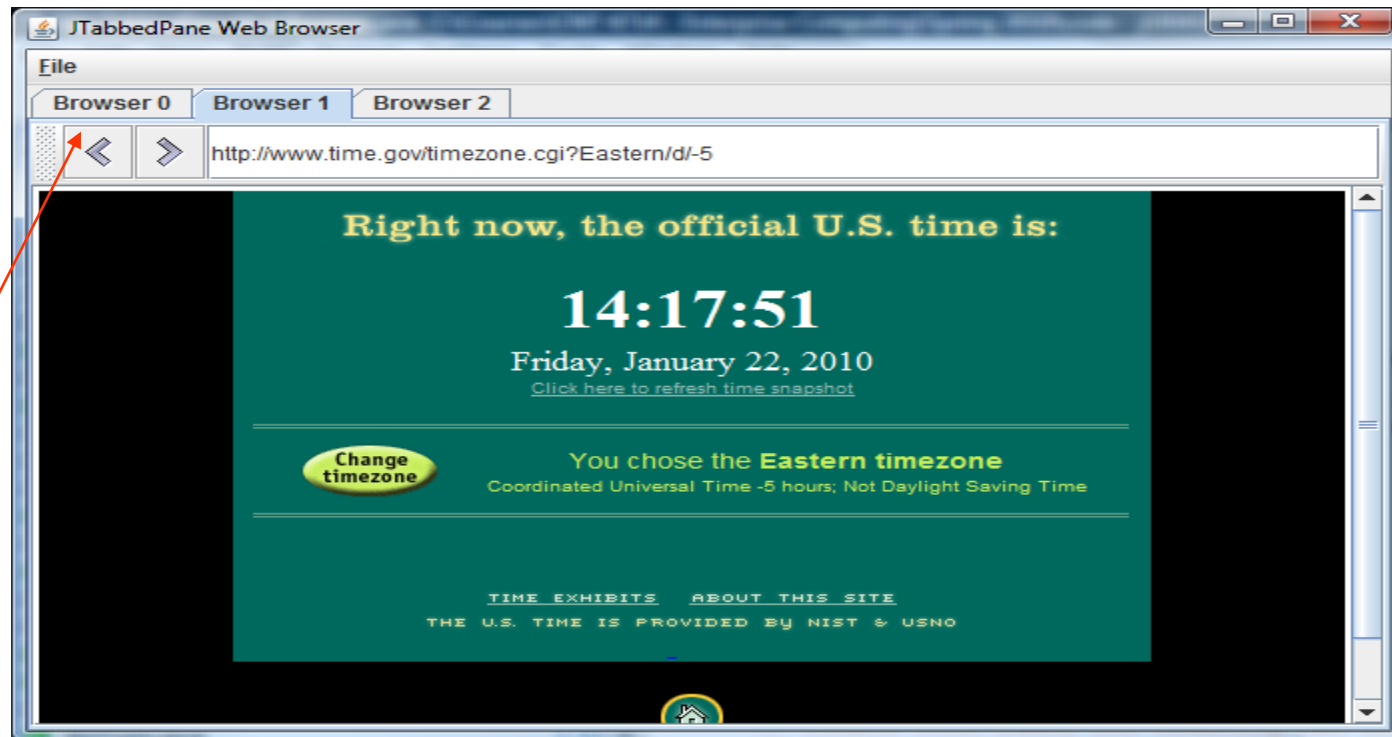 JTabbedPane Web Browser
File
Browser 0 Browser 1 Browser 2
http://www.time.gov/timezone.cgi?Eastern/d/-5
Right now, the official U.S. time is:
14:17:51
Friday, January 22, 2010
Click here to refresh time snapshot
Change
timezone
You chose the Eastern timezone
Coordinated Universal Time -5 hours; Not Daylight Saving Time
TIME EXHIBITS ABOUT THIS SITE
THE U.S. TIME IS PROVIDED BY NIST & USNO